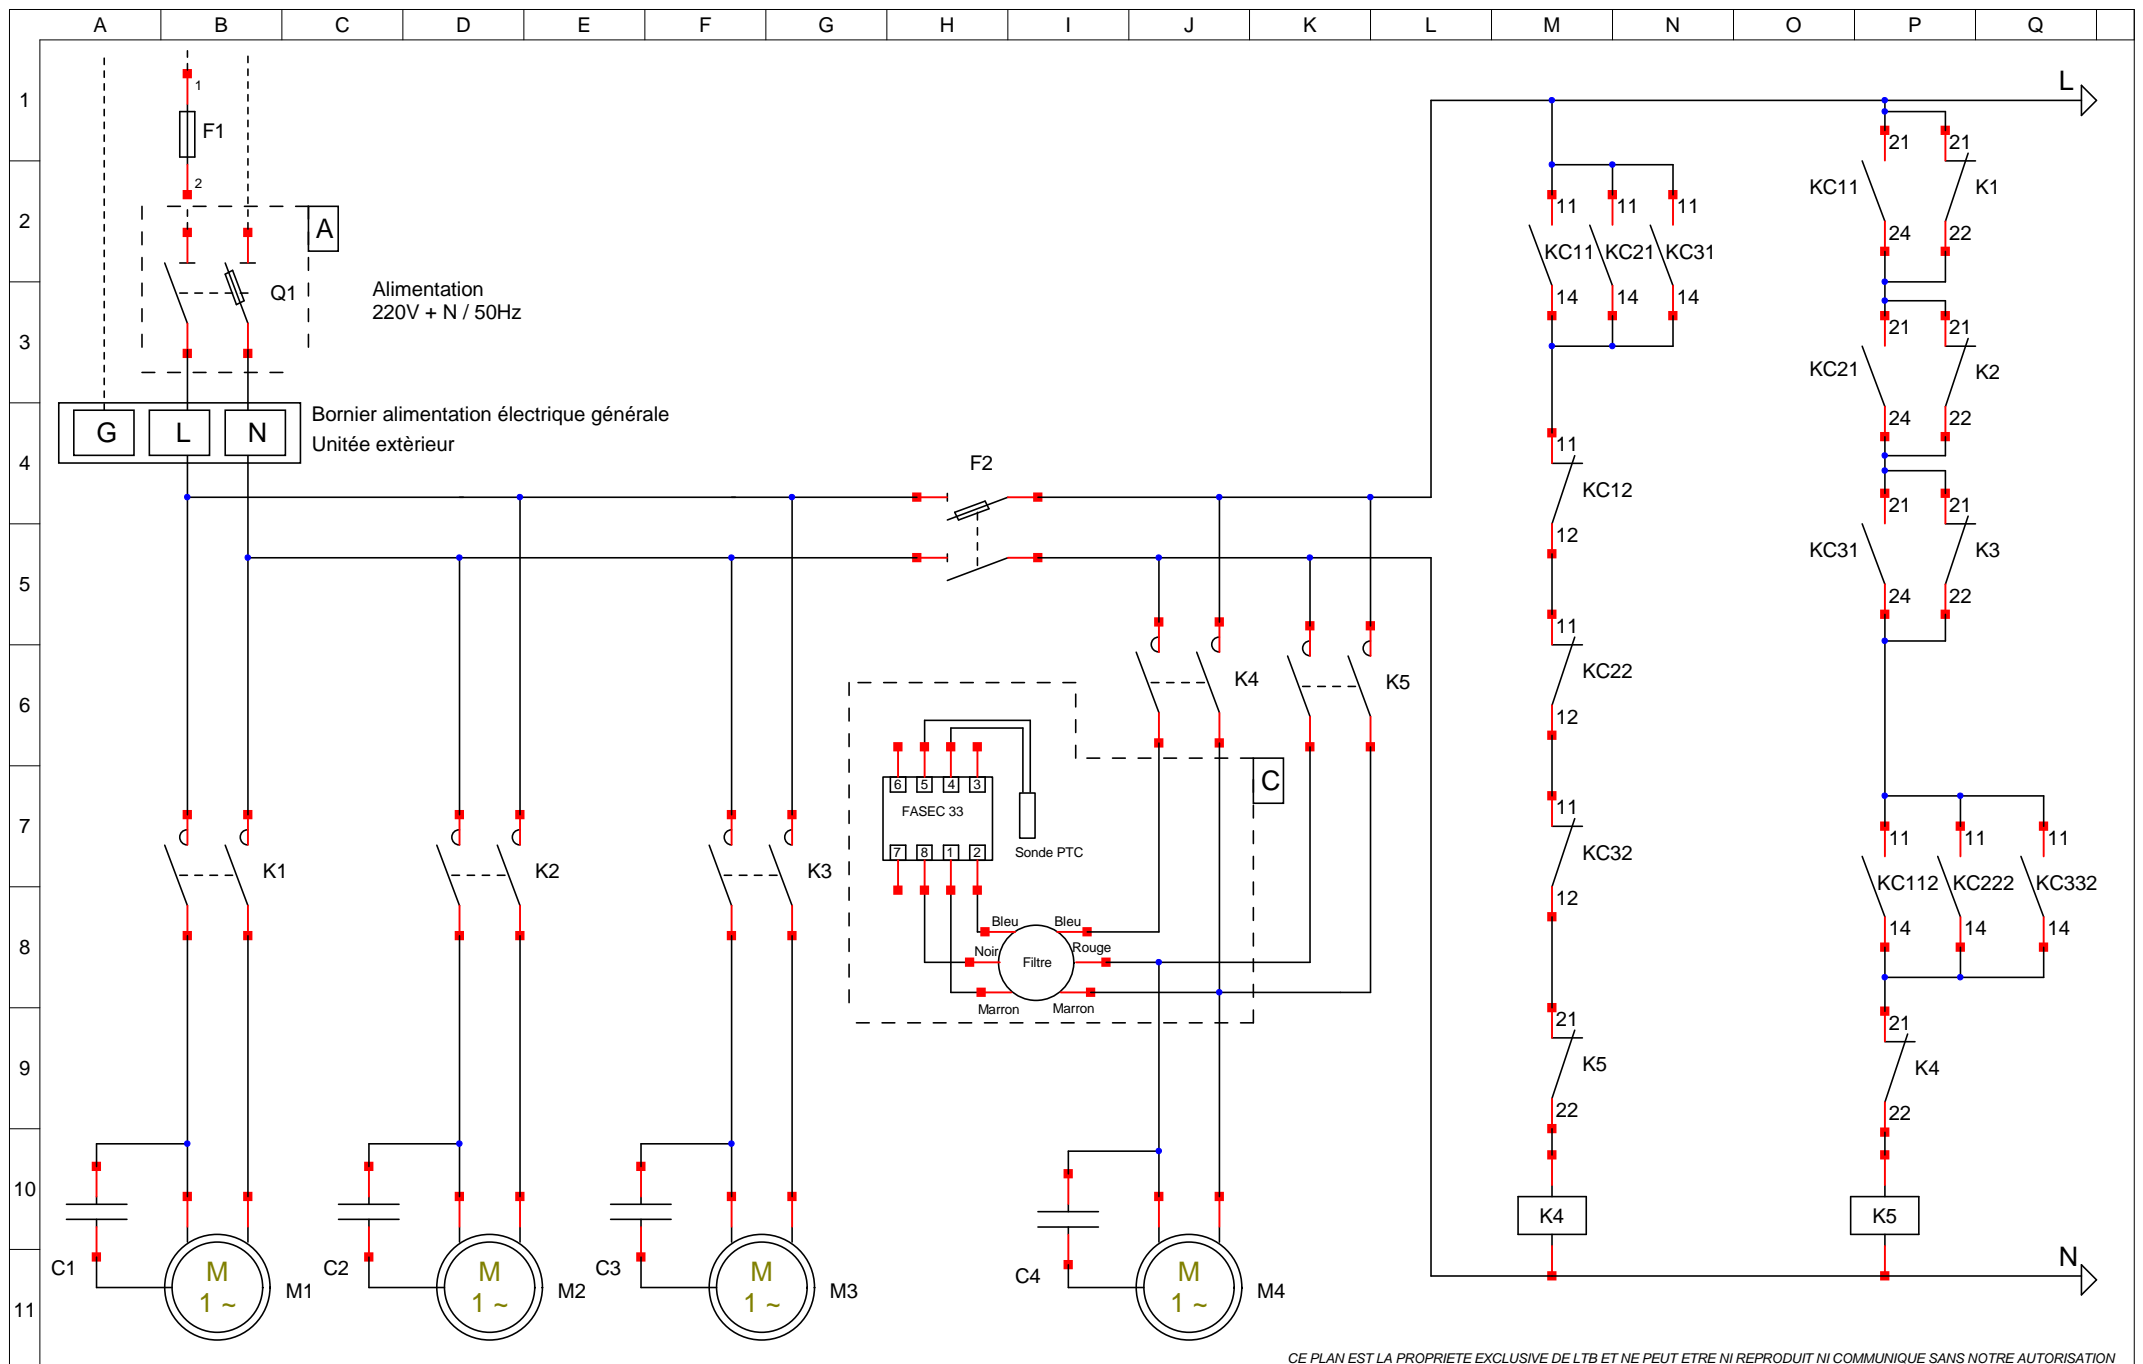 A B C D E F G H I J K L M N O P Q
1
2
3
4
5
6
7
8
9
10
11
1
F1
2
A
Q1
Alimentation
220V + N / 50Hz
G L N
Bornier alimentation électrique générale
Unitée extèrieur
F2
K1
K2
K3
K4
K5
C
6 5 4 3
FASEC 33
7 8 1 2
Sonde PTC
Bleu Bleu
Noir Rouge
Filtre
Marron Marron
C1
M
1 ~
M1
C2
M
1 ~
M2
C3
M
1 ~
M3
C4
M
1 ~
M4
L
11 11 11
KC11 KC21 KC31
14 14 14
11
KC12
12
11
KC22
12
11
KC32
12
21
K5
22
K4
21 21
KC11 K1
24 22
21 21
KC21 K2
24 22
21 21
KC31 K3
24 22
11 11 11
KC112 KC222 KC332
14 14 14
21
K4
22
K5
N
CE PLAN EST LA PROPRIETE EXCLUSIVE DE LTB ET NE PEUT ETRE NI REPRODUIT NI COMMUNIQUE SANS NOTRE AUTORISATION